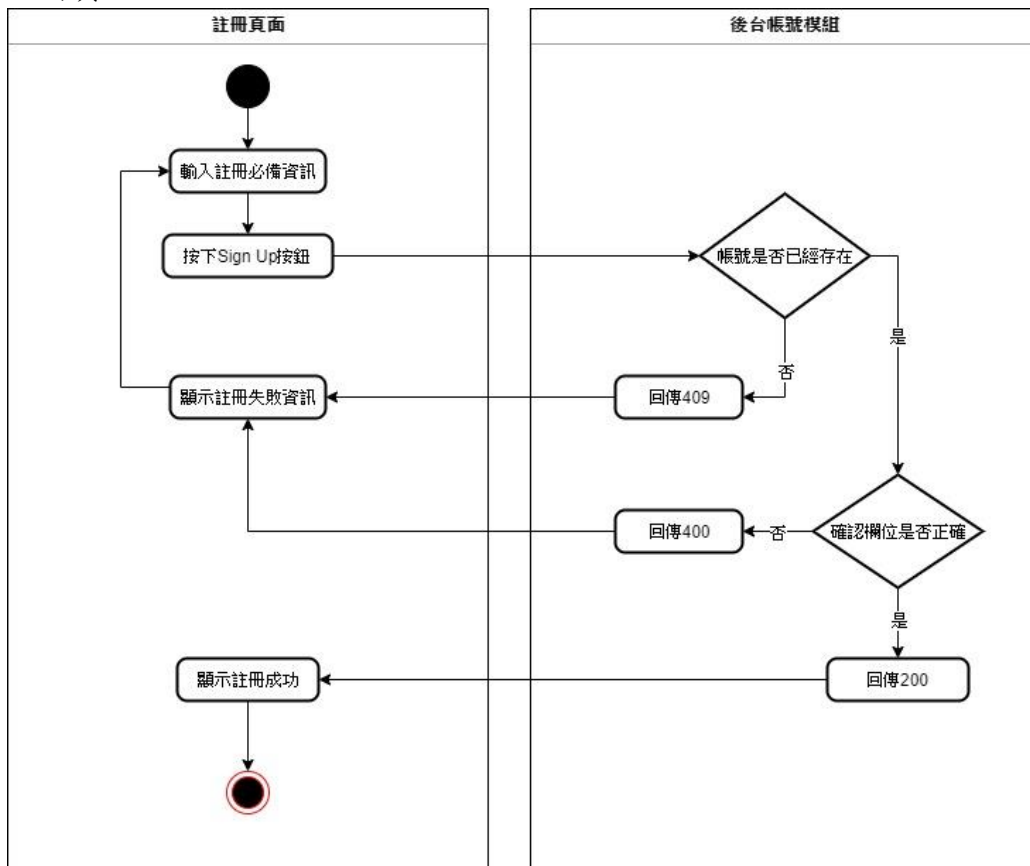 註冊頁面
後台帳號模組
輸入註冊必備資訊
按下Sign Up按鈕
帳號是否已經存在
是
否
顯示註冊失敗資訊
回傳409
回傳400
否
確認欄位是否正確
是
顯示註冊成功
回傳200